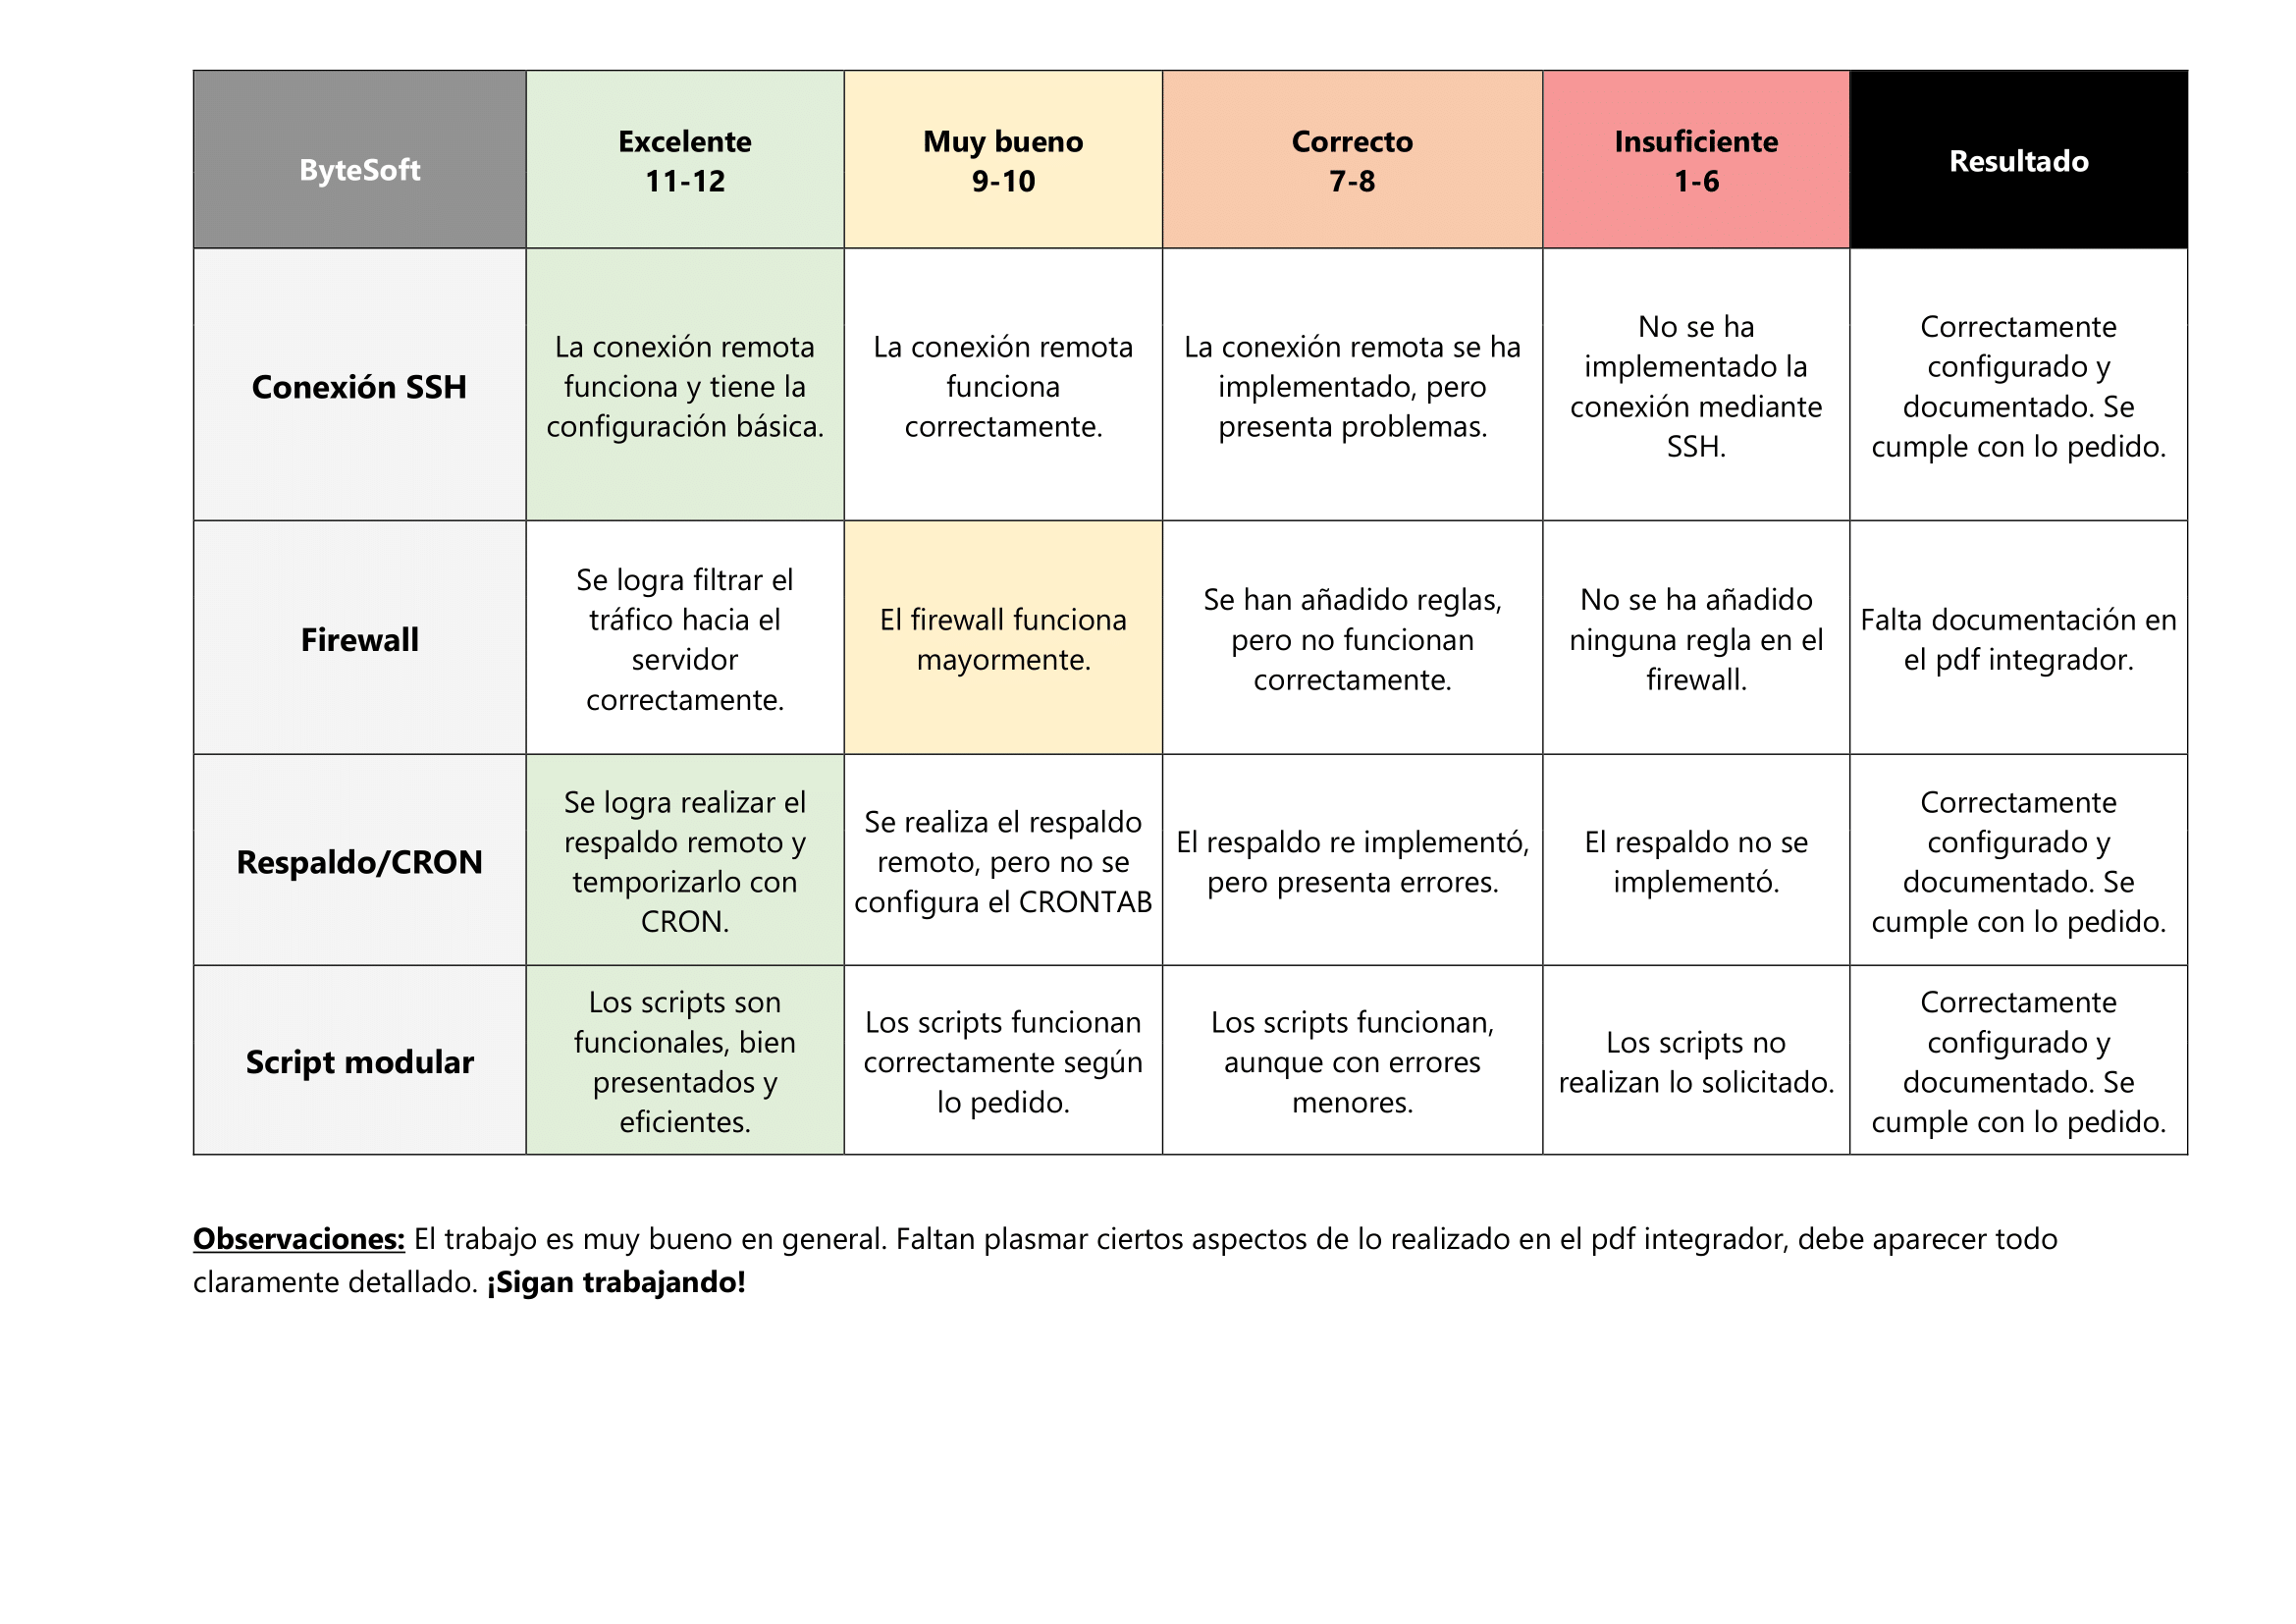 ByteSoft
Excelente
11-12
Muy bueno
9-10
Correcto
7-8
Insuficiente
1-6
Resultado
Conexión SSH
La conexión remota
funciona y tiene la
configuración básica.
La conexión remota
funciona
correctamente.
La conexión remota se ha
implementado, pero
presenta problemas.
No se ha
implementado la
conexión mediante
SSH.
Correctamente
configurado y
documentado. Se
cumple con lo pedido.
Firewall
Se logra filtrar el
tráfico hacia el
servidor
correctamente.
El firewall funciona
mayormente.
Se han añadido reglas,
pero no funcionan
correctamente.
No se ha añadido
ninguna regla en el
firewall.
Falta documentación en
el pdf integrador.
Respaldo/CRON
Se logra realizar el
respaldo remoto y
temporizarlo con
CRON.
Se realiza el respaldo
remoto, pero no se
configura el CRONTAB
El respaldo re implementó,
pero presenta errores.
El respaldo no se
implementó.
Correctamente
configurado y
documentado. Se
cumple con lo pedido.
Script modular
Los scripts son
funcionales, bien
presentados y
eficientes.
Los scripts funcionan
correctamente según
lo pedido.
Los scripts funcionan,
aunque con errores
menores.
Los scripts no
realizan lo solicitado.
Correctamente
configurado y
documentado. Se
cumple con lo pedido.
Observaciones: El trabajo es muy bueno en general. Faltan plasmar ciertos aspectos de lo realizado en el pdf integrador, debe aparecer todo
claramente detallado. ¡Sigan trabajando!